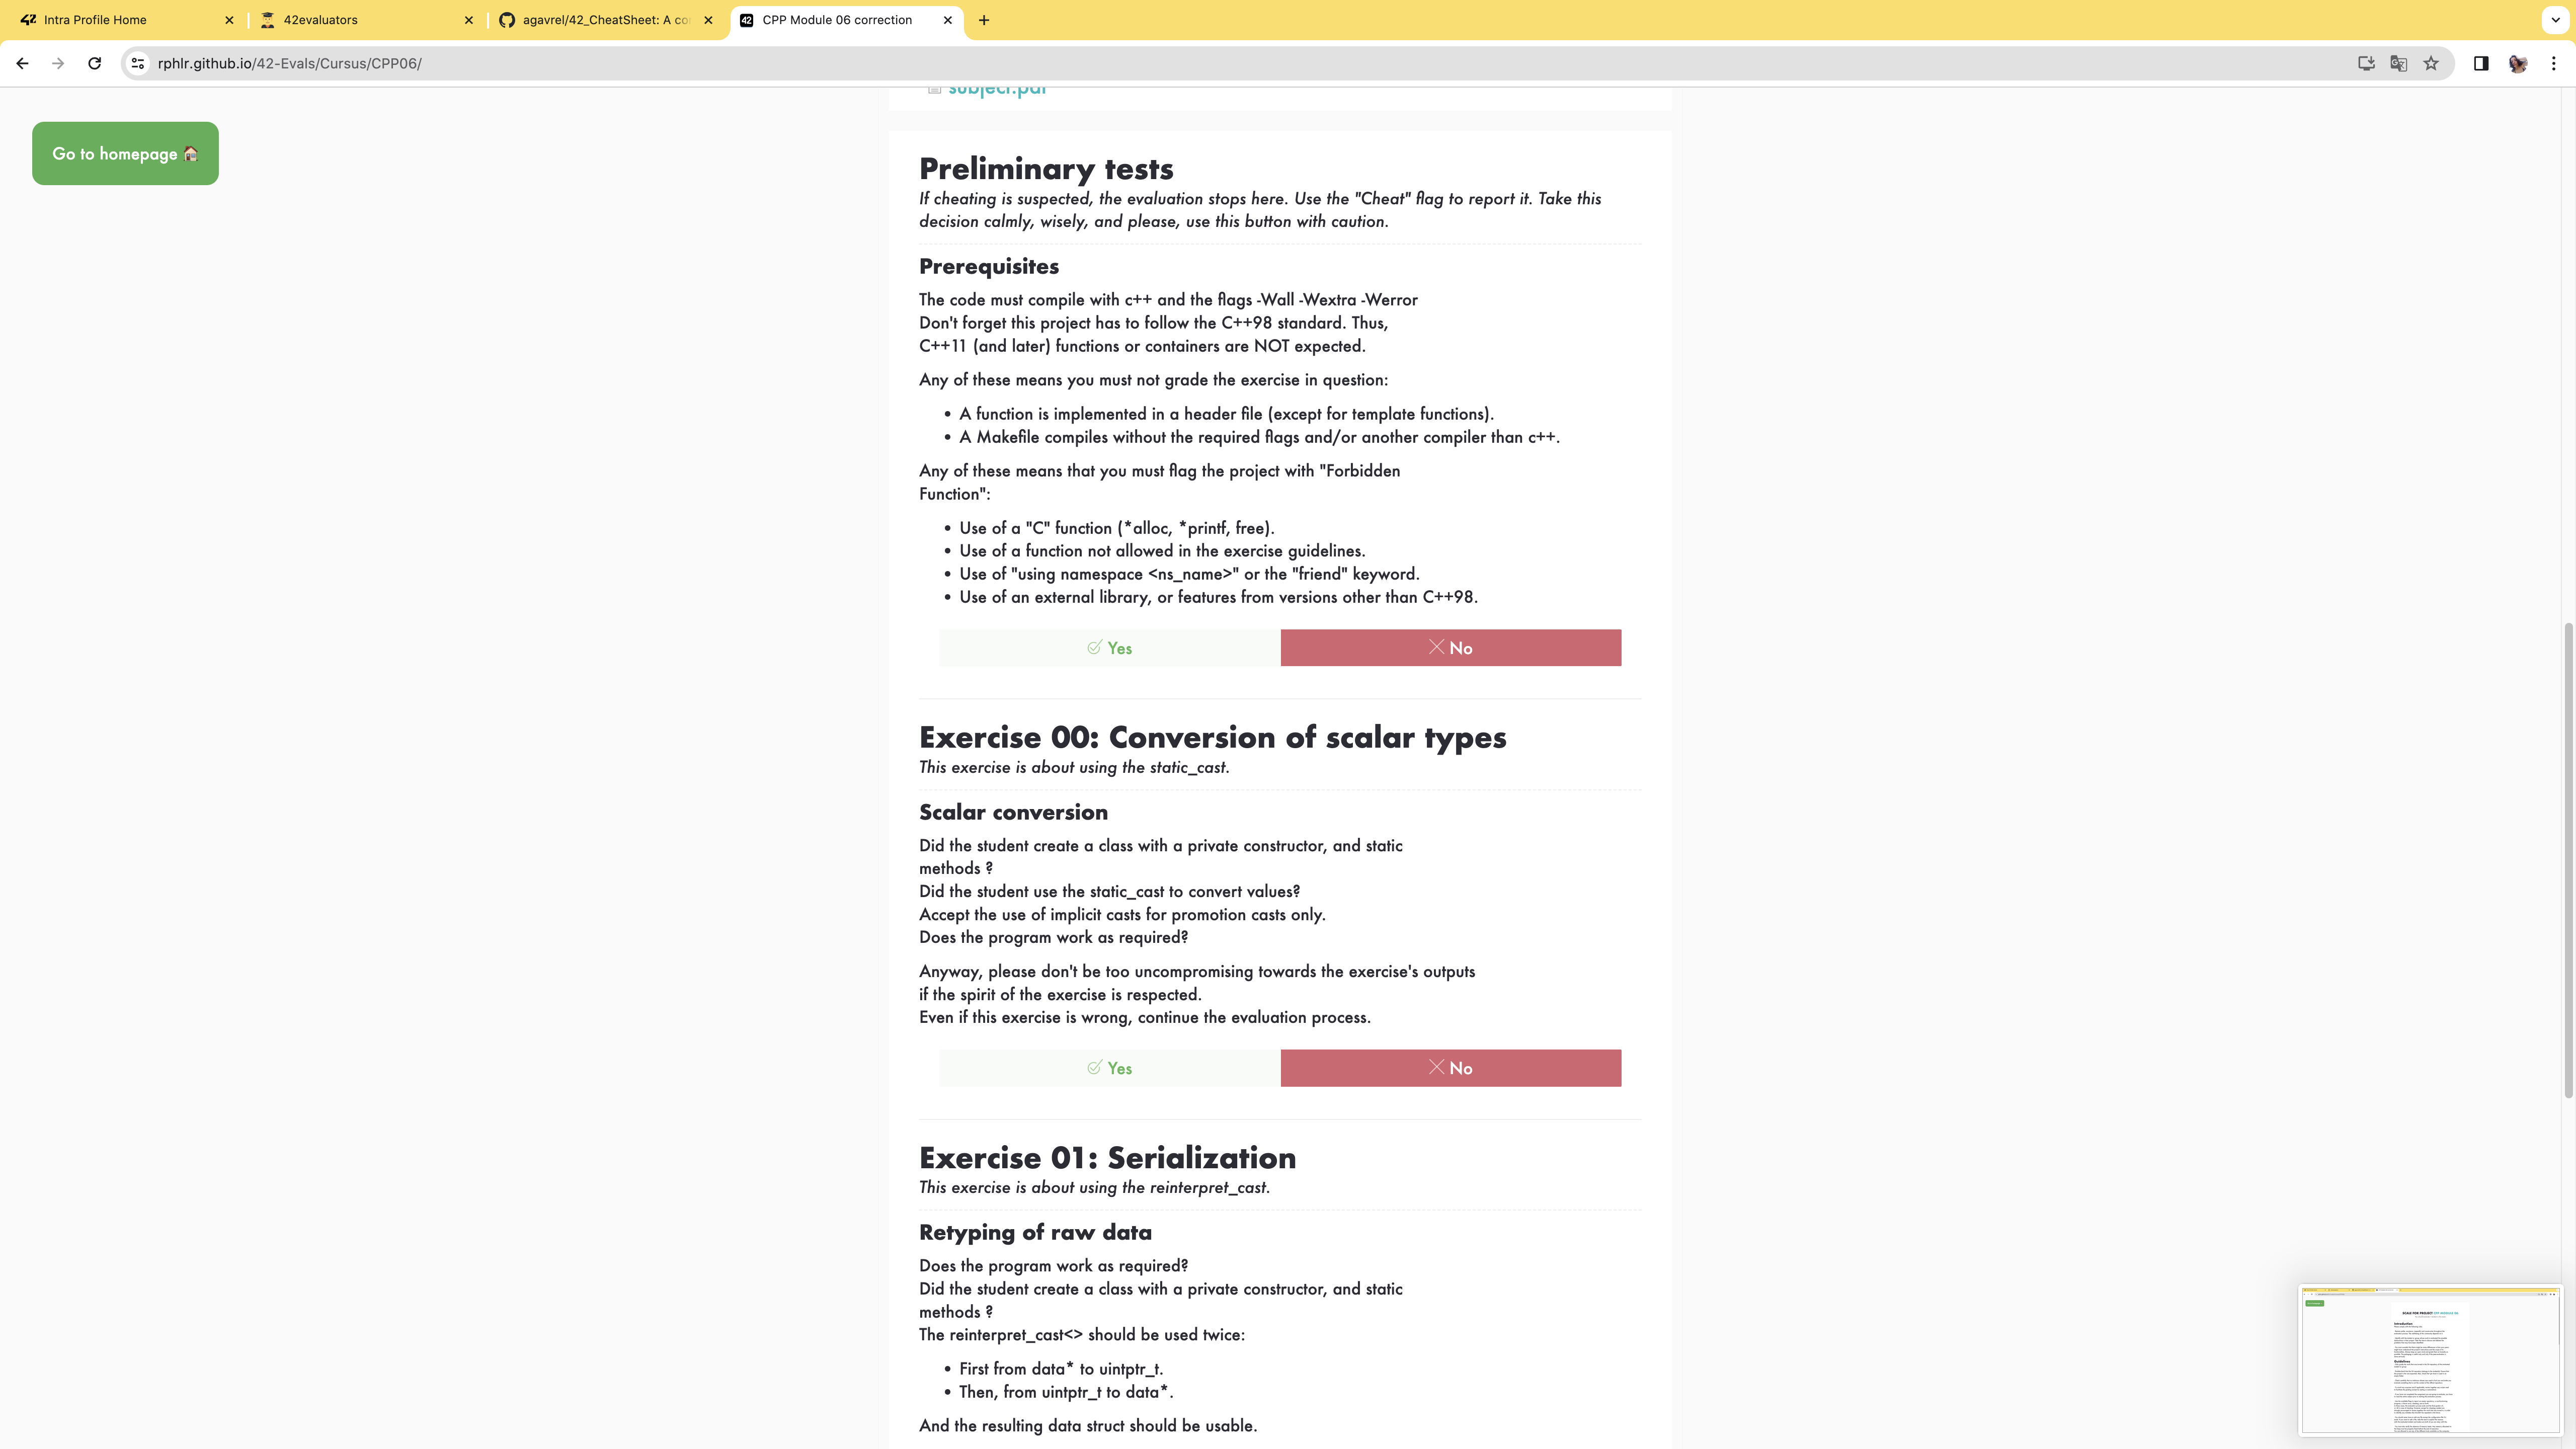 Intra Profile Home
42evaluators
agavrel/42_CheatSheet: A co
CPP Module 06 correction
rphlr.github.io/42-Evals/Cursus/CPP06/
subject.pdf
Go to homepage
Preliminary tests
If cheating is suspected, the evaluation stops here. Use the "Cheat" flag to report it. Take this
decision calmly, wisely, and please, use this button with caution.
Prerequisites
The code must compile with c++ and the flags -Wall -Wextra -Werror
Don't forget this project has to follow the C++98 standard. Thus,
C++11 (and later) functions or containers are NOT expected.
Any of these means you must not grade the exercise in question:
• A function is implemented in a header file (except for template functions).
• A Makefile compiles without the required flags and/or another compiler than c++.
Any of these means that you must flag the project with "Forbidden
Function":
• Use of a "C" function (*alloc, *printf, free).
• Use of a function not allowed in the exercise guidelines.
• Use of "using namespace <ns_name>" or the "friend" keyword.
• Use of an external library, or features from versions other than C++98.
Yes
No
Exercise 00: Conversion of scalar types
This exercise is about using the static_cast.
Scalar conversion
Did the student create a class with a private constructor, and static
methods ?
Did the student use the static_cast to convert values?
Accept the use of implicit casts for promotion casts only.
Does the program work as required?
Anyway, please don't be too uncompromising towards the exercise's outputs
if the spirit of the exercise is respected.
Even if this exercise is wrong, continue the evaluation process.
Yes
No
Exercise 01: Serialization
This exercise is about using the reinterpret_cast.
Retyping of raw data
Does the program work as required?
Did the student create a class with a private constructor, and static
methods ?
The reinterpret_cast<> should be used twice:
• First from data* to uintptr_t.
• Then, from uintptr_t to data*.
And the resulting data struct should be usable.